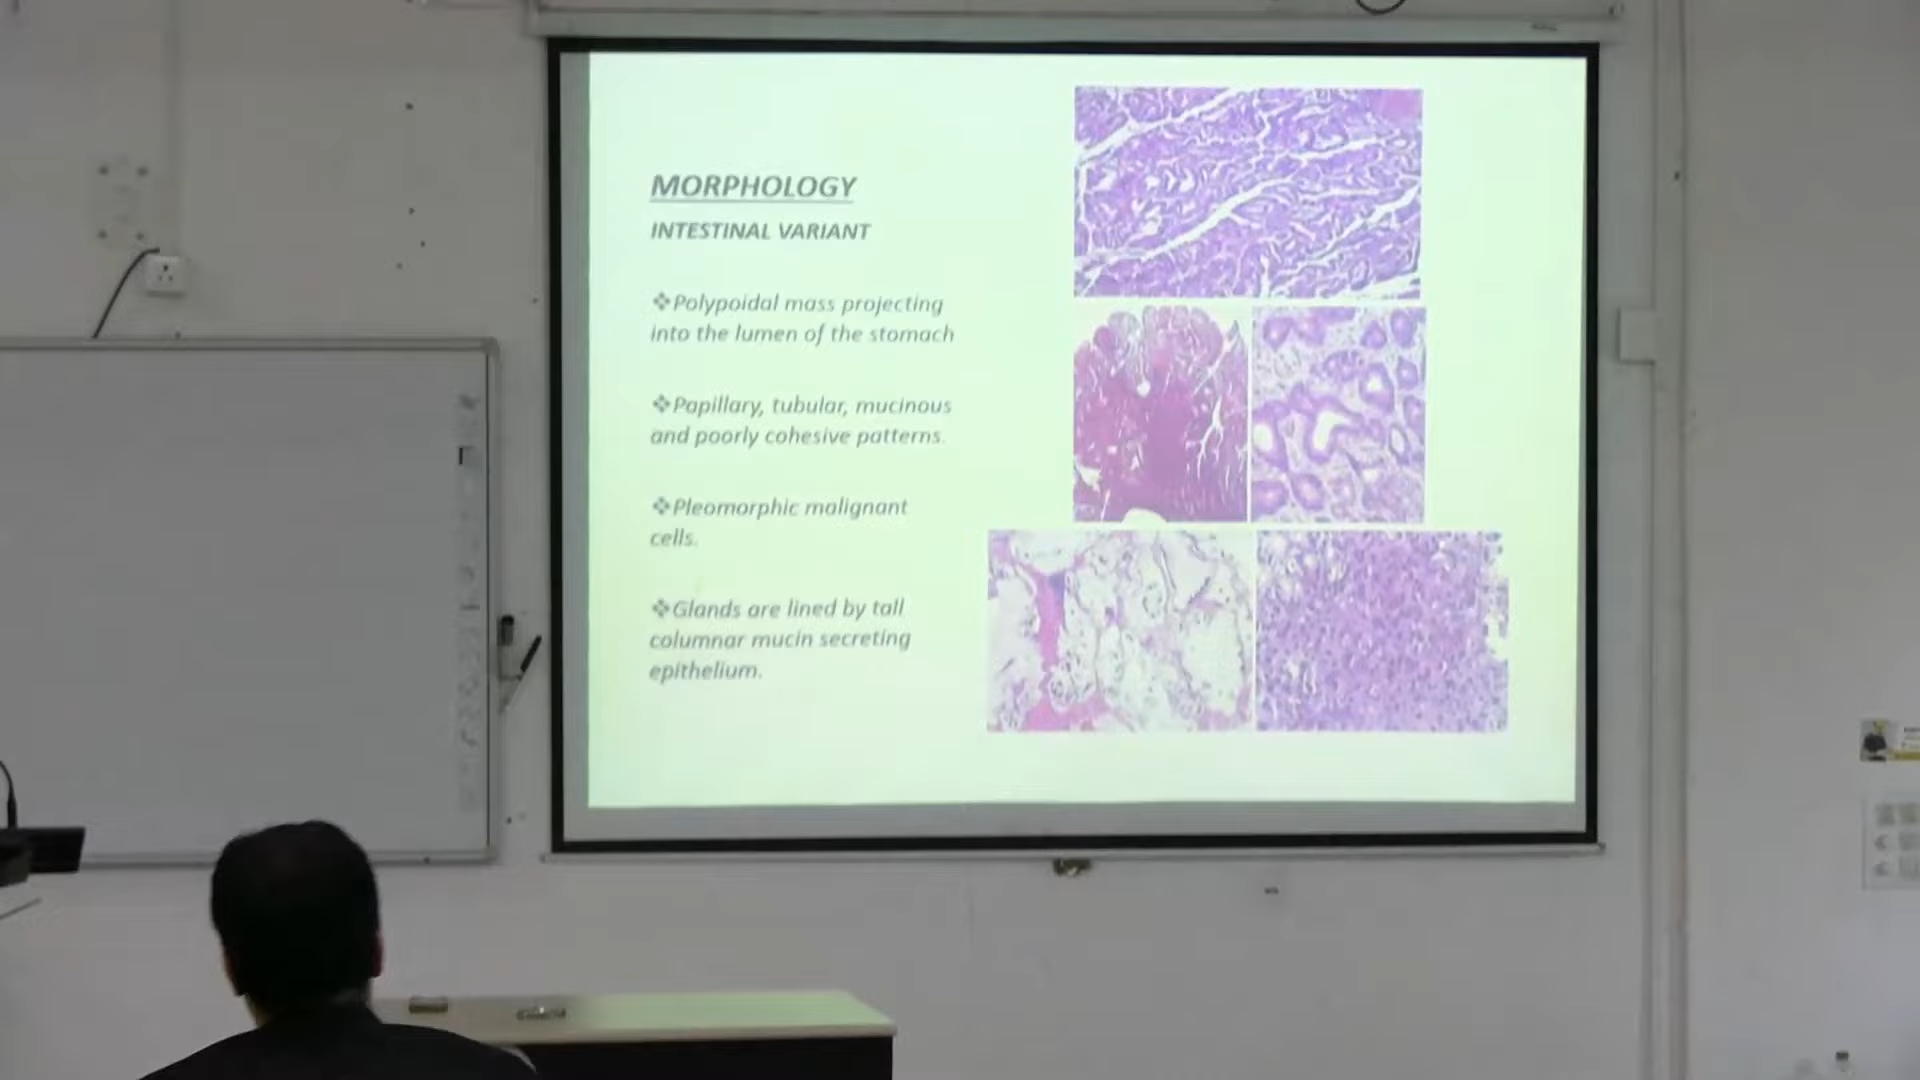 MORPHOLOGY
INTESTINAL VARIANT
❖Polypoidal mass projecting
into the lumen of the stomach
❖Papillary, tubular, mucinous
and poorly cohesive patterns.
❖Pleomorphic malignant
cells.
❖Glands are lined by tall
columnar mucin secreting
epithelium.